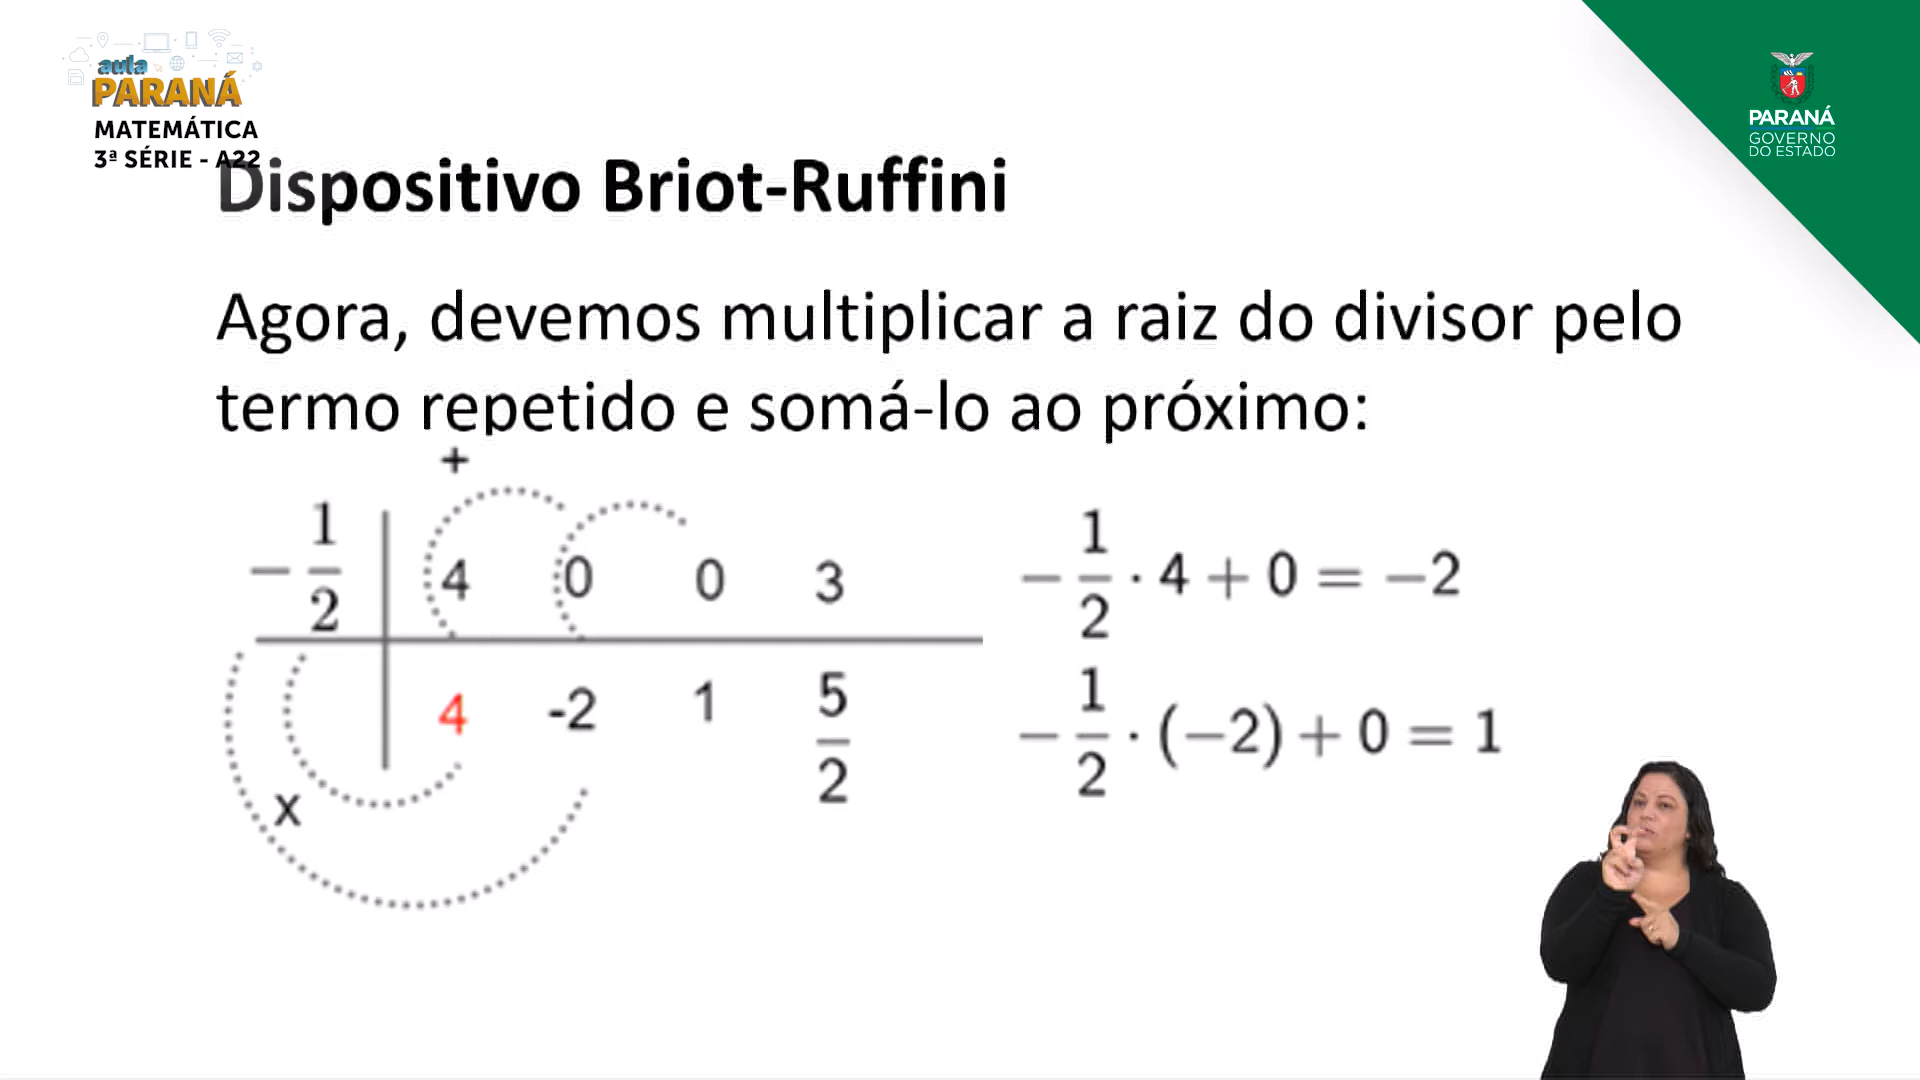 aula
PARANÁ
MATEMÁTICA
3ª SÉRIE - A22
PARANÁ
GOVERNO
DO ESTADO
Dispositivo Briot-Ruffini
Agora, devemos multiplicar a raiz do divisor pelo
termo repetido e somá-lo ao próximo:
+
-1/2 | 4 0 0 3
4 -2 1 5/2
x
-1/2 · 4 + 0 = -2
-1/2 · (-2) + 0 = 1